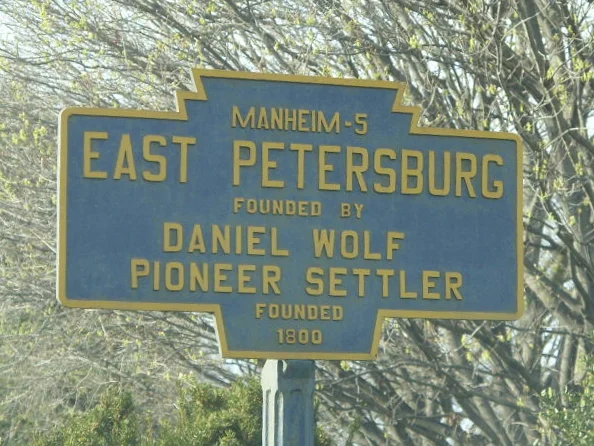 MANHEIM-5
EAST PETERSBURG
FOUNDED BY
DANIEL WOLF
PIONEER SETTLER
FOUNDED
1800